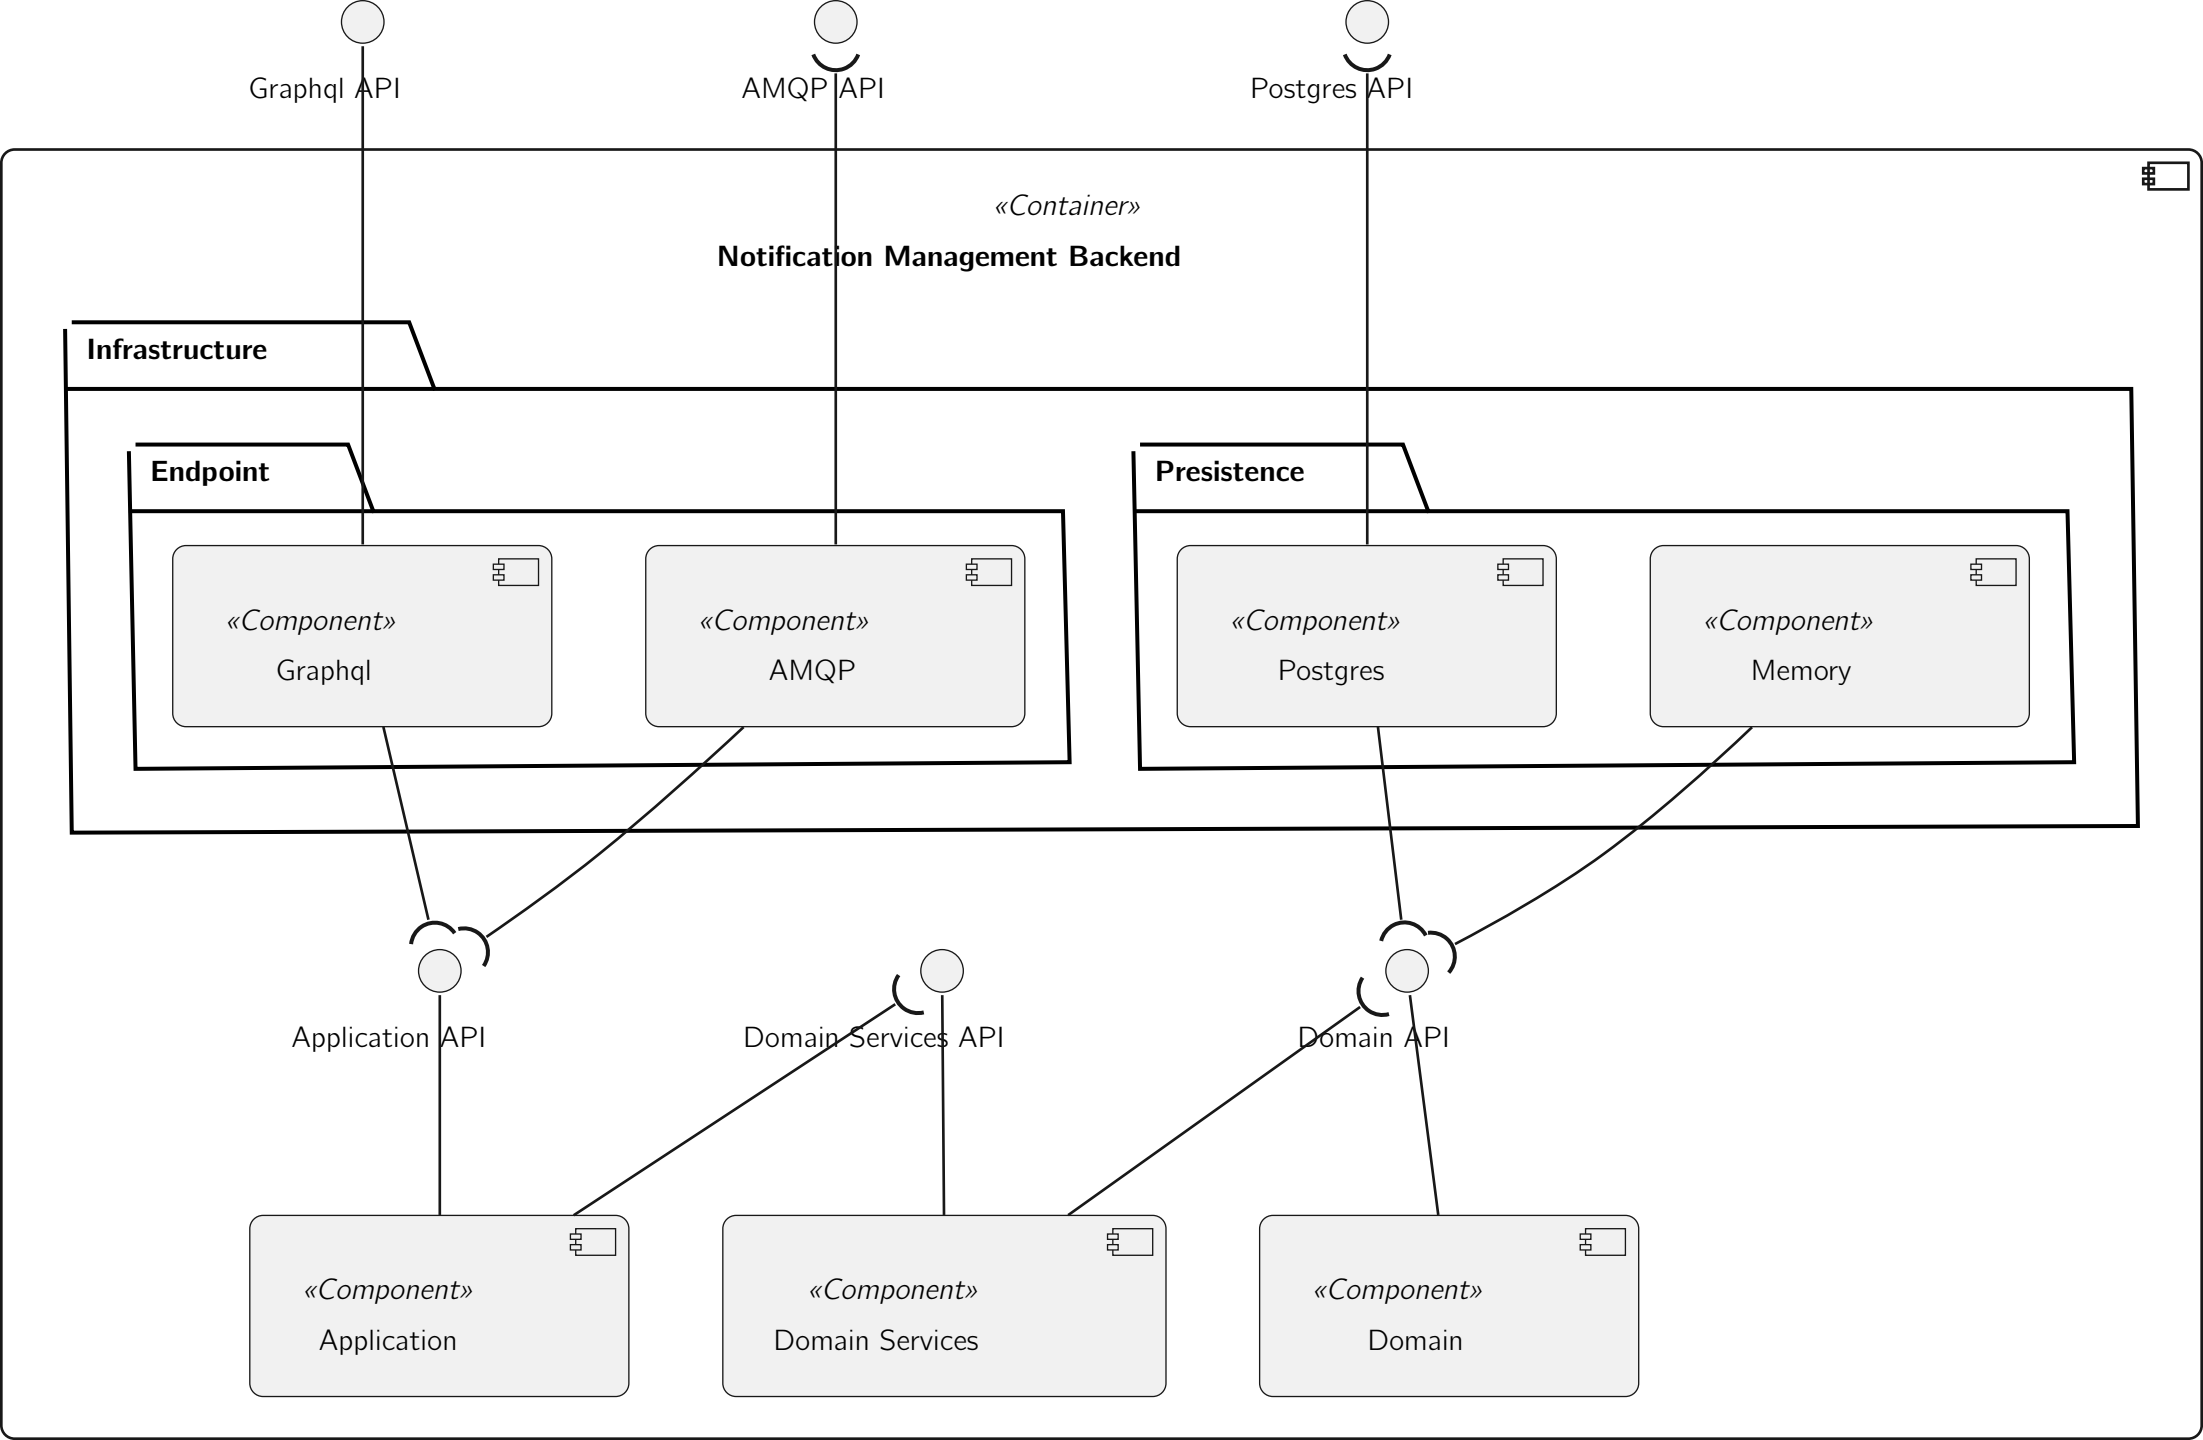 Graphql API
AMQP API
Postgres API
«Container»
Notification Management Backend
Infrastructure
Endpoint
Presistence
«Component»
Graphql
«Component»
AMQP
«Component»
Postgres
«Component»
Memory
Application API
Domain Services API
Domain API
«Component»
Application
«Component»
Domain Services
«Component»
Domain